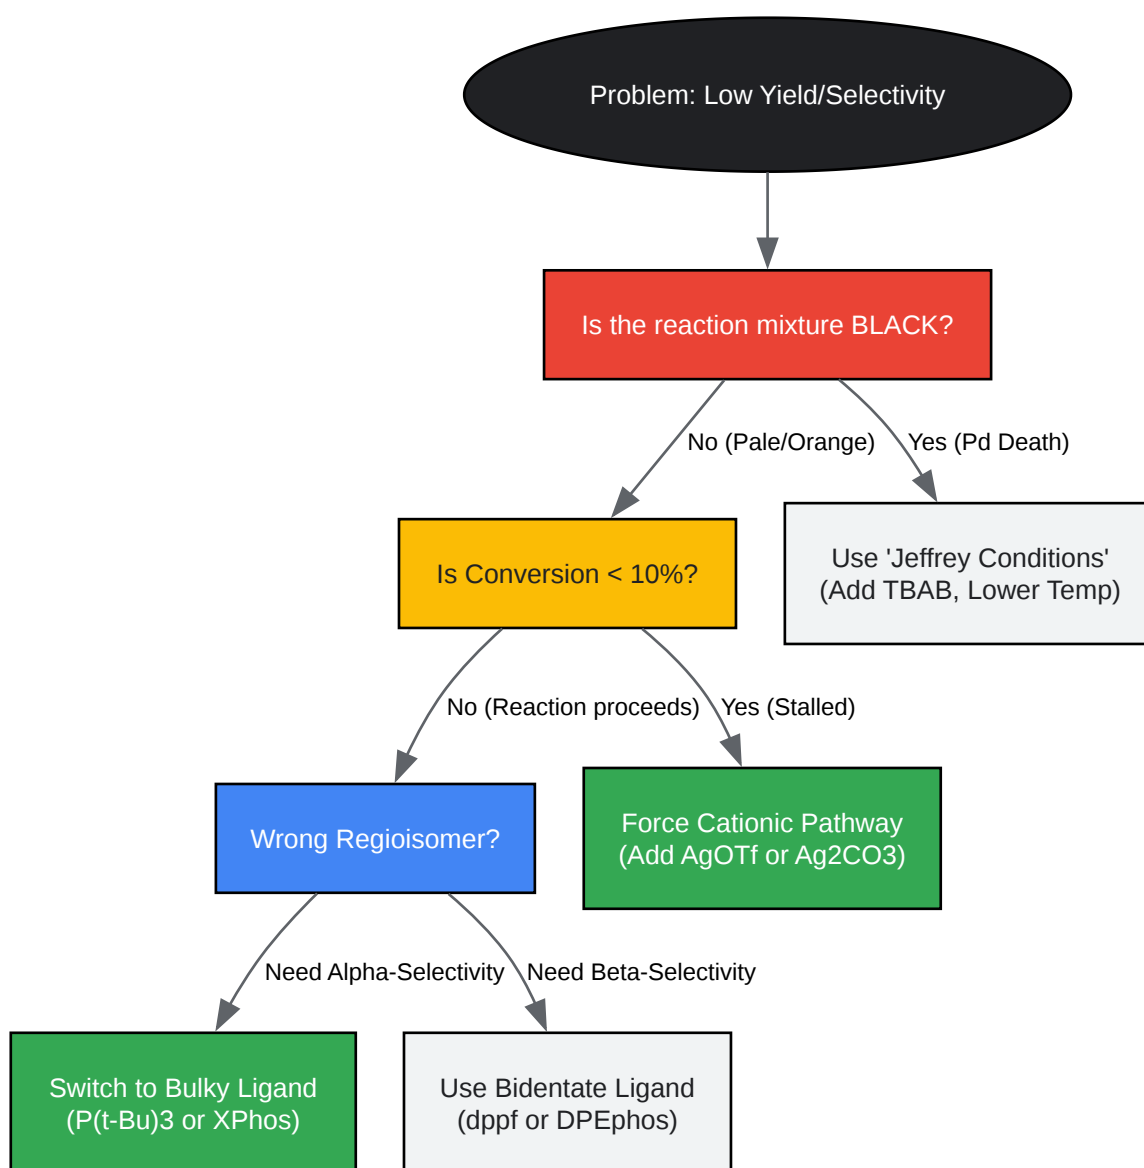 Problem: Low Yield/Selectivity
Is the reaction mixture BLACK?
No (Pale/Orange)
Yes (Pd Death)
Is Conversion < 10%?
Use 'Jeffrey Conditions'
(Add TBAB, Lower Temp)
No (Reaction proceeds)
Yes (Stalled)
Wrong Regioisomer?
Force Cationic Pathway
(Add AgOTf or Ag2CO3)
Need Alpha-Selectivity
Need Beta-Selectivity
Switch to Bulky Ligand
(P(t-Bu)3 or XPhos)
Use Bidentate Ligand
(dppf or DPEphos)